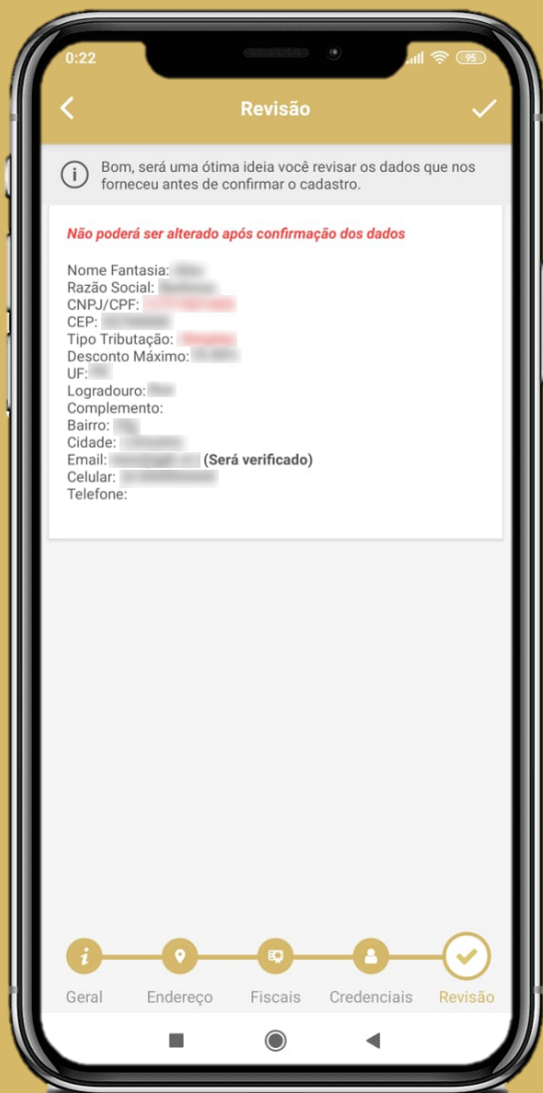 0:22
95
Revisão
Bom, será uma ótima ideia você revisar os dados que nos
forneceu antes de confirmar o cadastro.
Não poderá ser alterado após confirmação dos dados
Nome Fantasia:
Razão Social:
CNPJ/CPF:
CEP:
Tipo Tributação:
Desconto Máximo:
UF:
Logradouro:
Complemento:
Bairro:
Cidade:
Email: (Será verificado)
Celular:
Telefone:
Geral Endereço Fiscais Credenciais Revisão